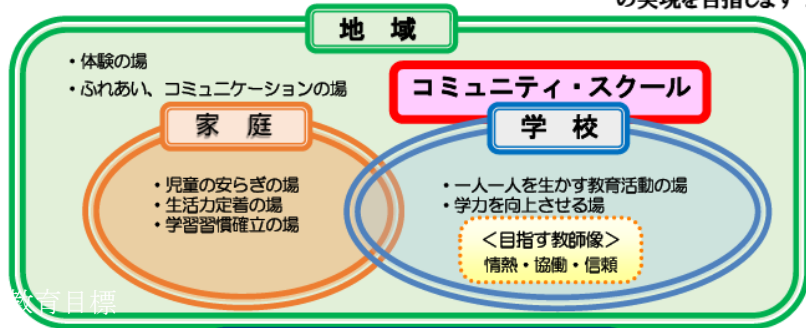 の実現を目指します
地域
・体験の場
・ふれあい、コミュニケーションの場
コミュニティ・スクール
家庭
学校
・児童の安らぎの場
・生活力定着の場
・学習習慣確立の場
・一人一人を生かす教育活動の場
・学力を向上させる場
＜目指す教師像＞
情熱・協働・信頼
教育目標